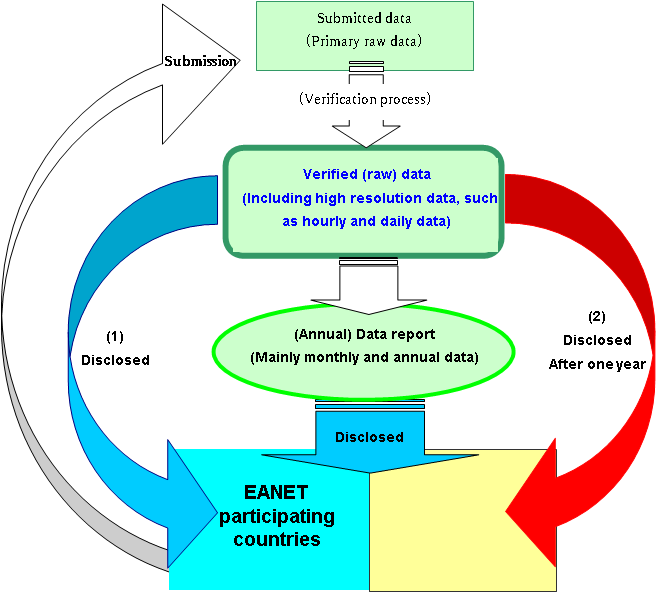 Submitted data
(Primary raw data)
Submission
(Verification process)
Verified (raw) data
(Including high resolution data, such
as hourly and daily data)
(1)
Disclosed
(2)
Disclosed
After one year
(Annual) Data report
(Mainly monthly and annual data)
Disclosed
EANET
participating
countries